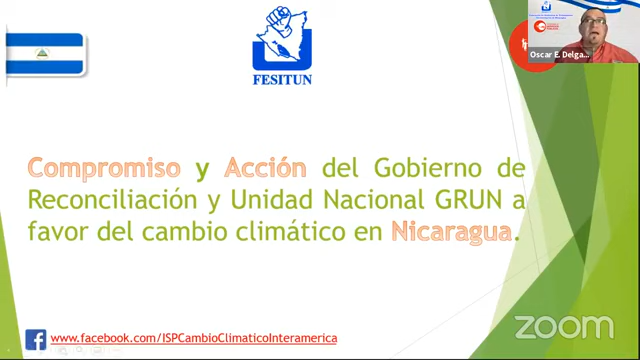 FESITUN
Oscar E. Delga...
Compromiso y Acción del Gobierno de
Reconciliación y Unidad Nacional GRUN a
favor del cambio climático en Nicaragua.
www.facebook.com/ISPCambioClimaticoInteramerica
zoom